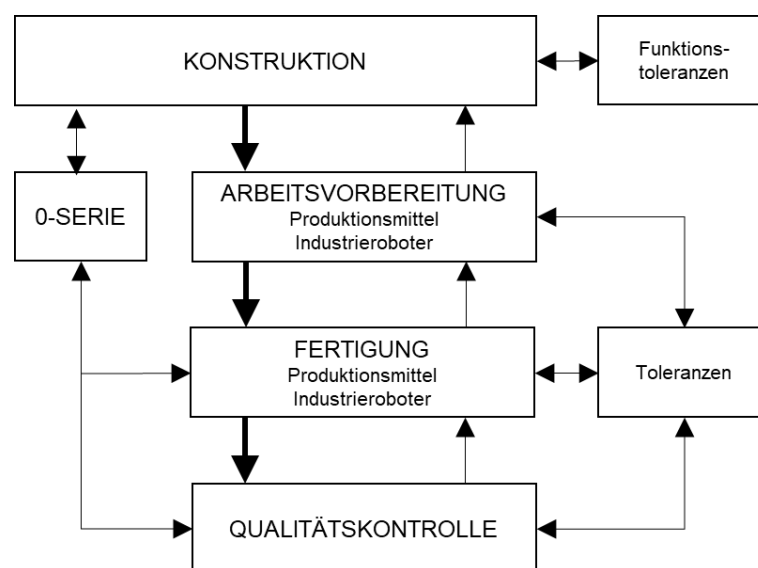 KONSTRUKTION
Funktions-
toleranzen
0-SERIE
ARBEITSVORBEREITUNG
Produktionsmittel
Industrieroboter
FERTIGUNG
Produktionsmittel
Industrieroboter
Toleranzen
QUALITÄTSKONTROLLE